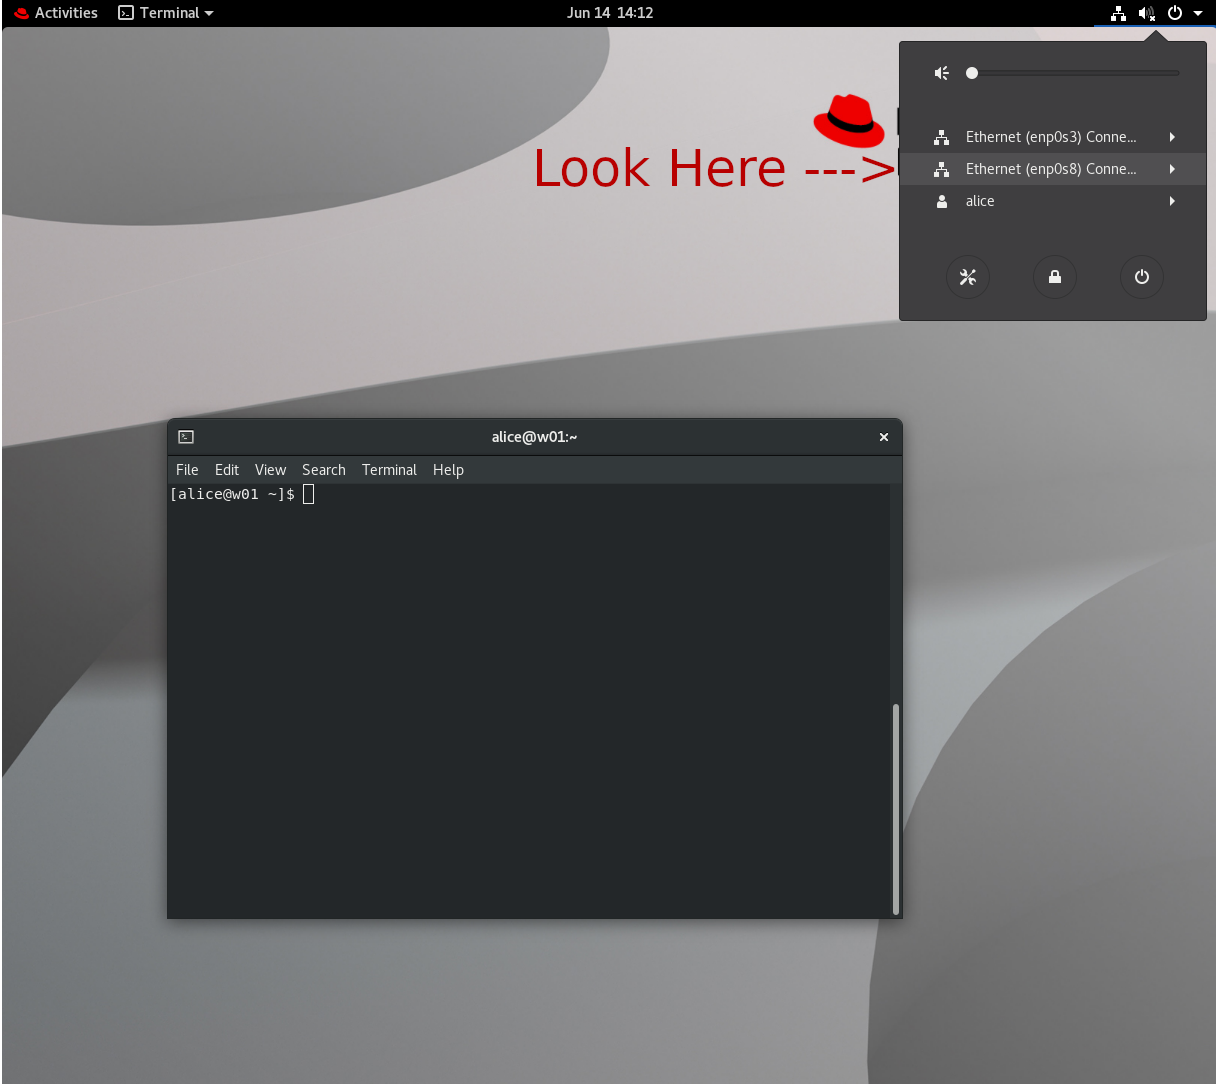 Activities Terminal Jun 14 14:12
Look Here --->
Ethernet (enp0s3) Conne...
Ethernet (enp0s8) Conne...
alice
alice@w01:~
File Edit View Search Terminal Help
[alice@w01 ~]$